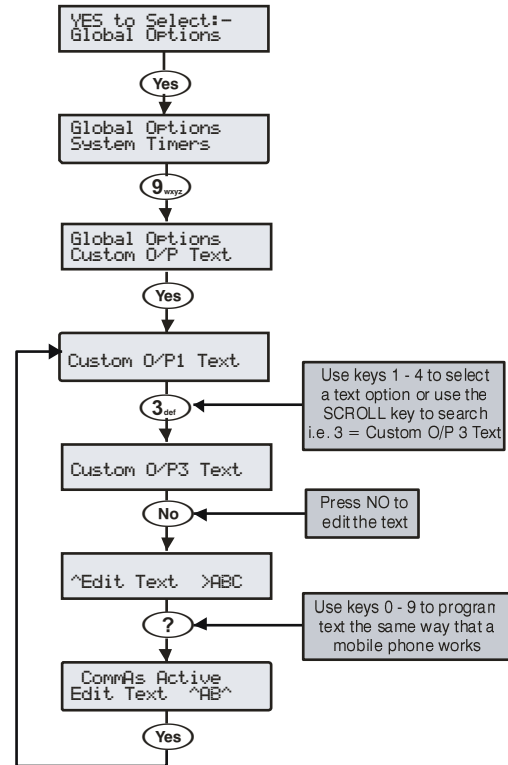 YES to Select:-
Global Options
Yes
Global Options
System Timers
9wxyz
Global Options
Custom O/P Text
Yes
Custom O/P1 Text
3def
Use keys 1 - 4 to select
a text option or use the
SCROLL key to search
i.e. 3 = Custom O/P 3 Text
Custom O/P3 Text
No
Press NO to
edit the text
^Edit Text >ABC
?
Use keys 0 - 9 to program
text the same way that a
mobile phone works
CommAs Active
Edit Text ^AB^
Yes